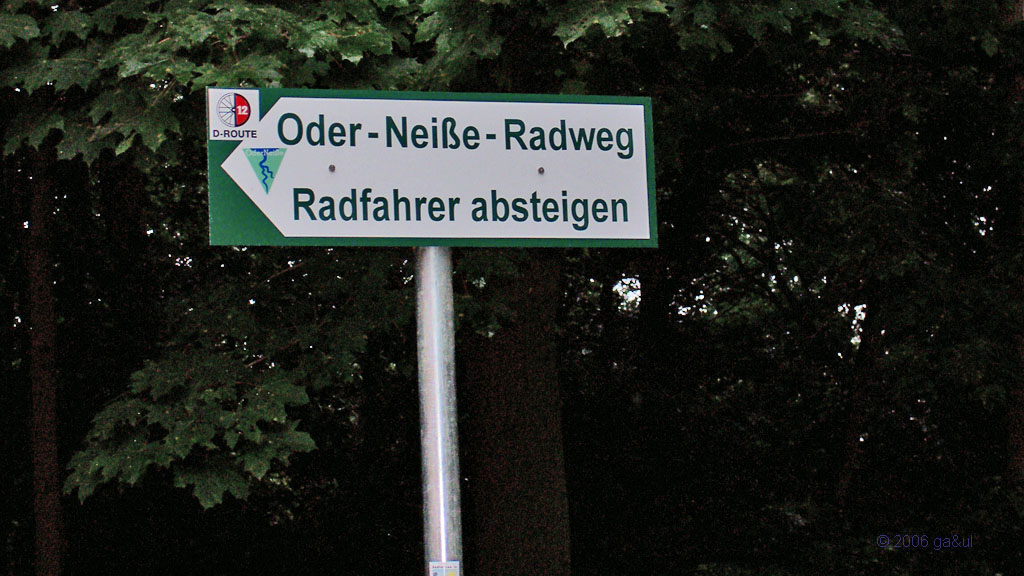 12
D-ROUTE
Oder-Neiße-Radweg
Radfahrer absteigen
© 2006 ga&ul